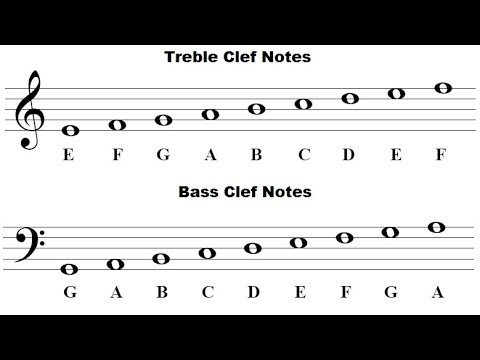 Treble Clef Notes
E F G A B C D E F
Bass Clef Notes
G A B C D E F G A